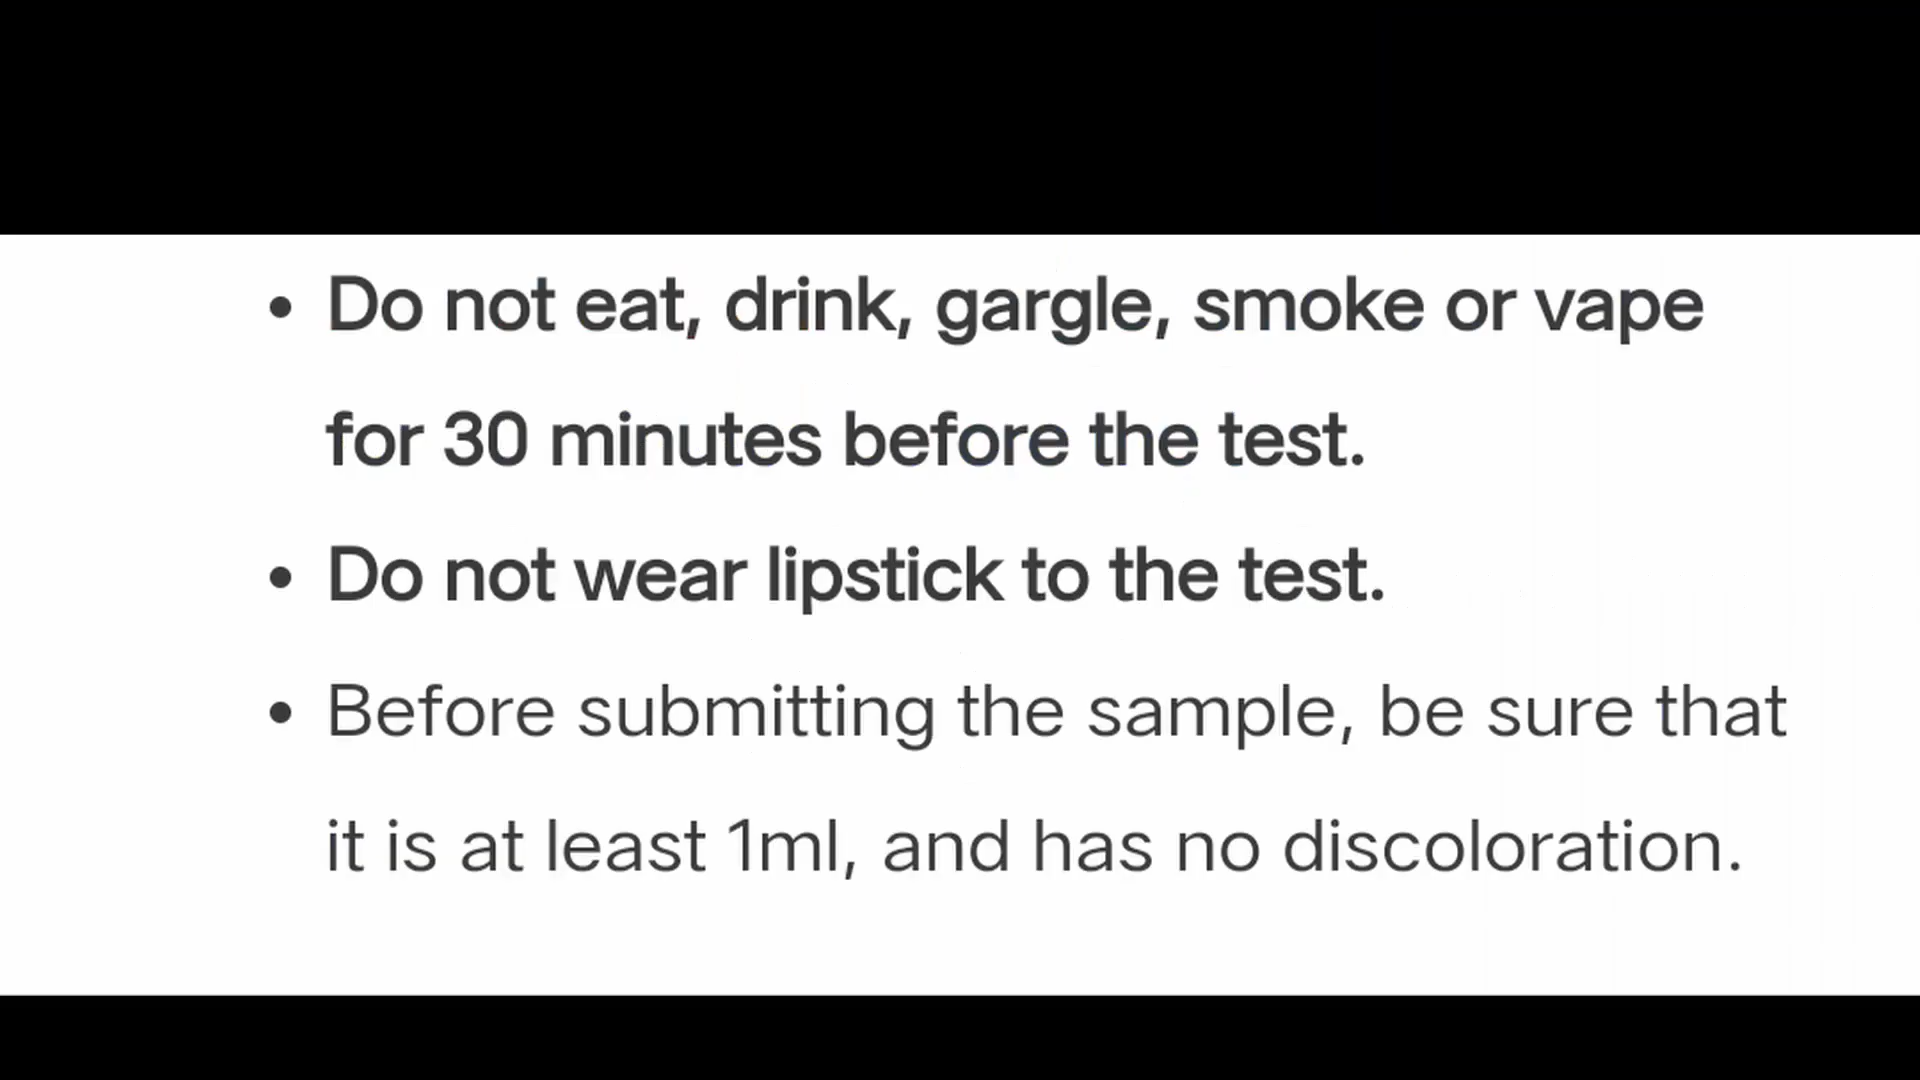 • Do not eat, drink, gargle, smoke or vape
for 30 minutes before the test.
• Do not wear lipstick to the test.
• Before submitting the sample, be sure that
it is at least 1ml, and has no discoloration.